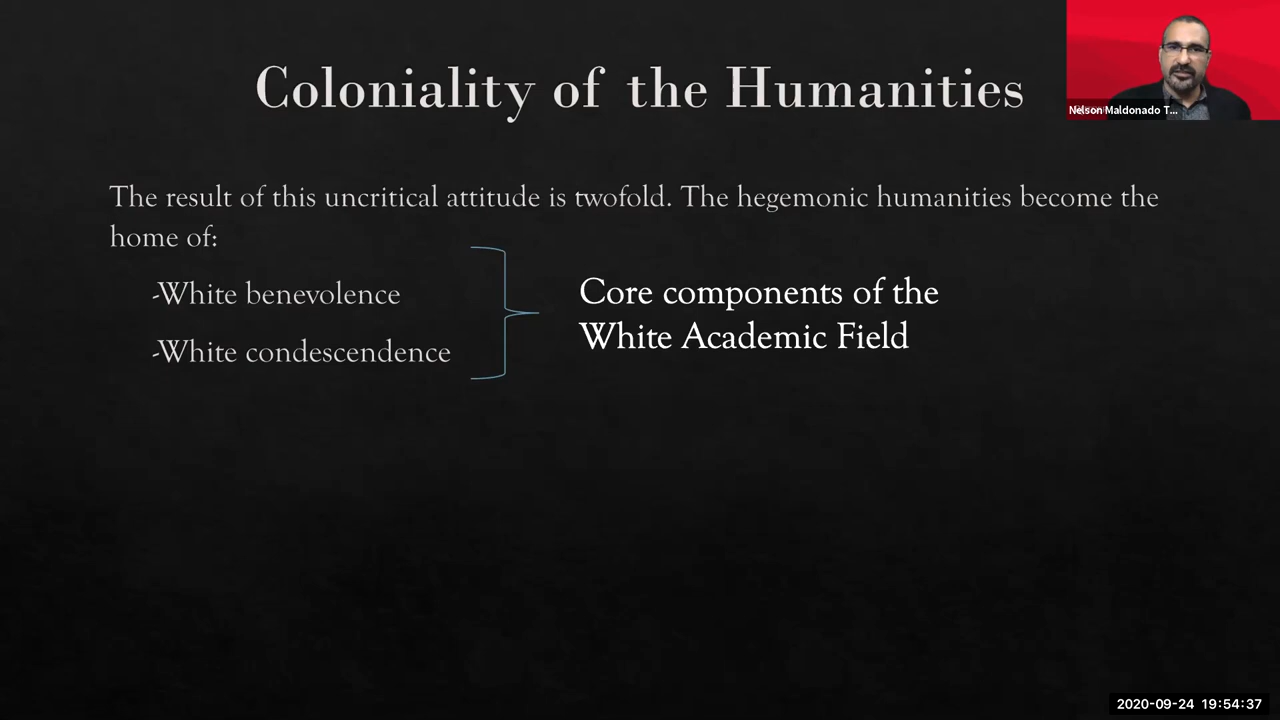 Coloniality of the Humanities
Nelson Maldonado T...
The result of this uncritical attitude is twofold. The hegemonic humanities become the
home of:
-White benevolence
-White condescendence
Core components of the
White Academic Field
2020-09-24 19:54:37